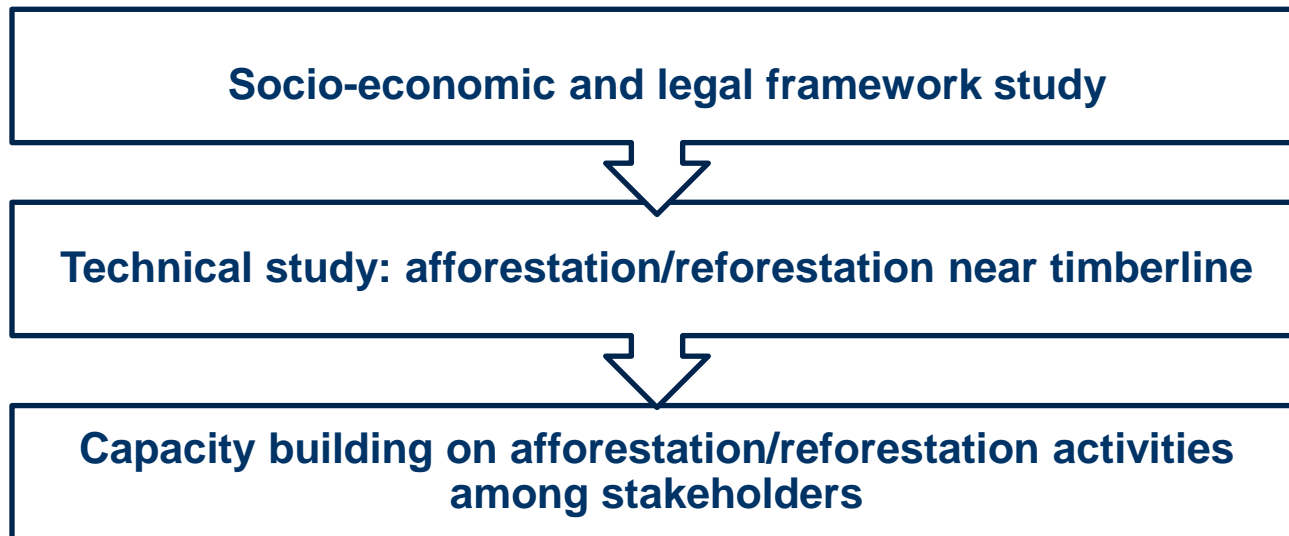 Socio-economic and legal framework study
Technical study: afforestation/reforestation near timberline
Capacity building on afforestation/reforestation activities
among stakeholders